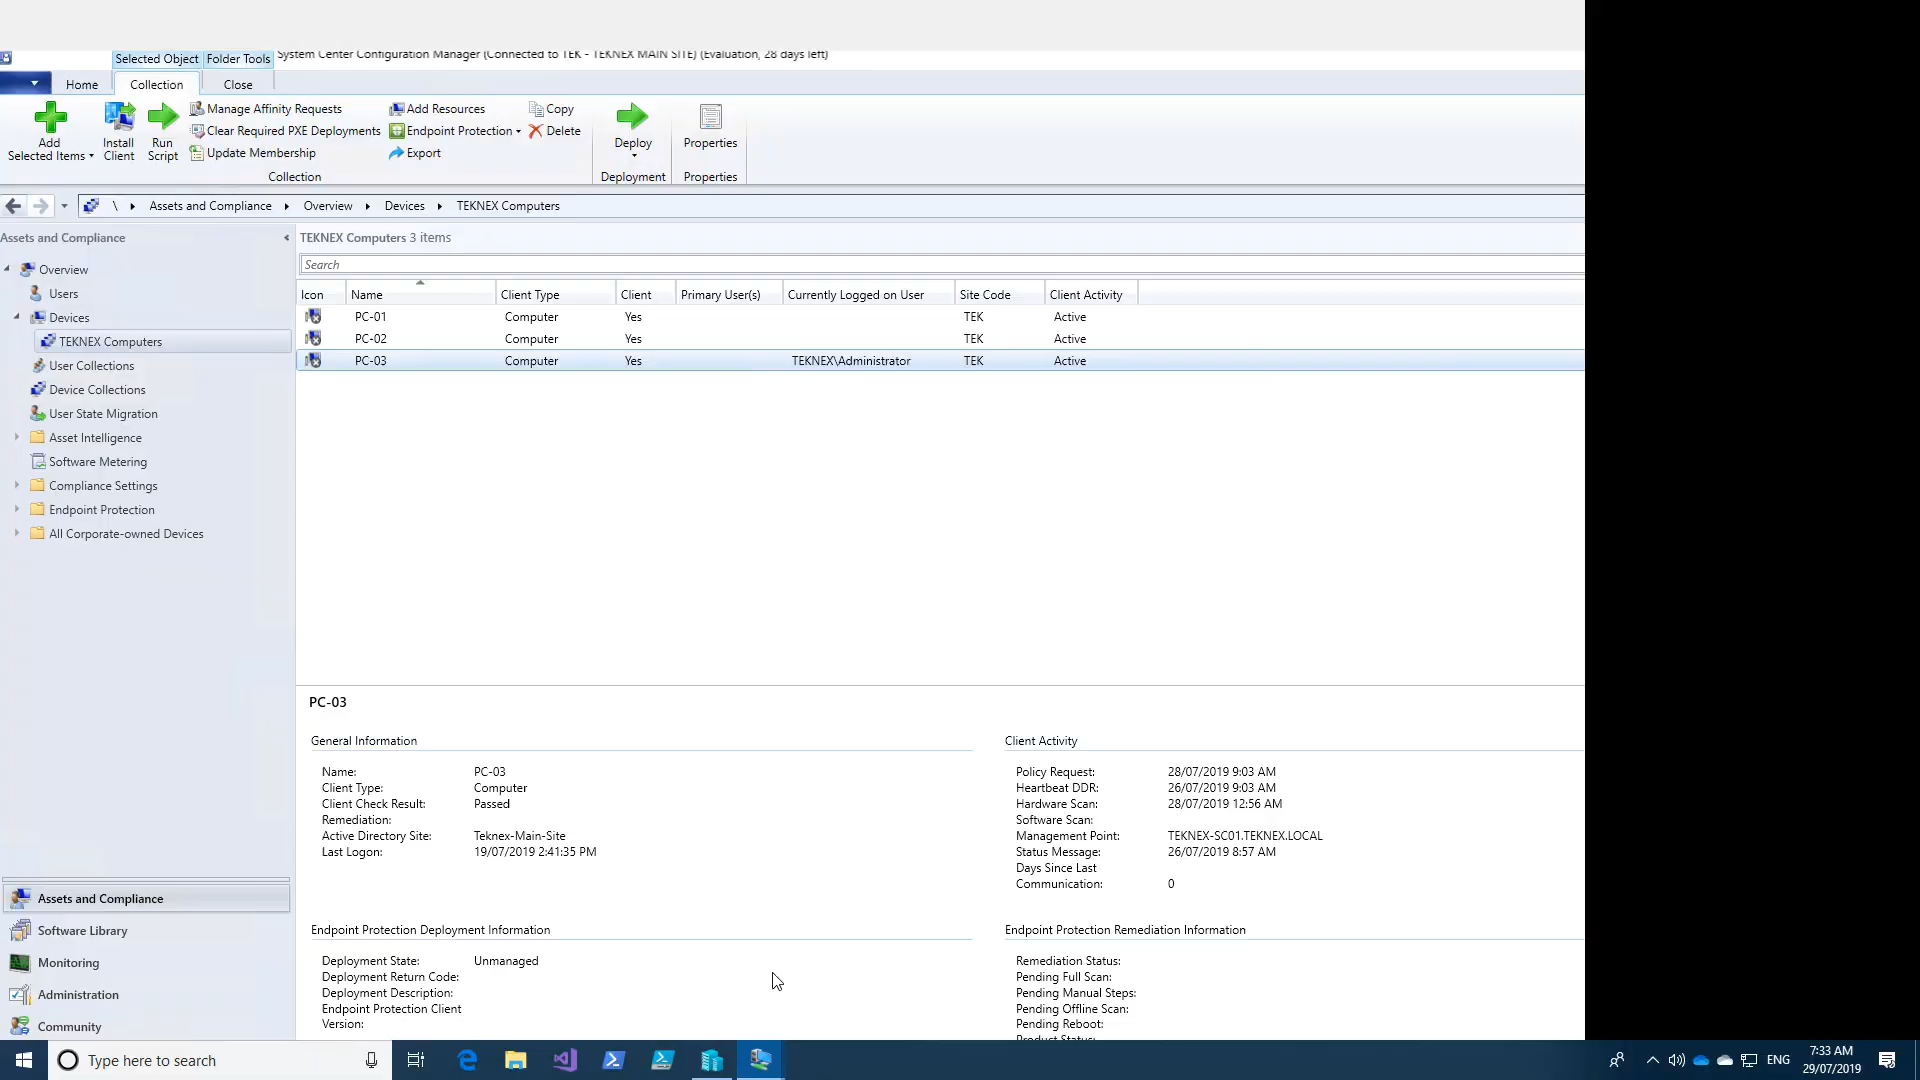 System Center Configuration Manager (Connected to TEK - TEKNEX MAIN SITE) (Evaluation, 28 days left)
Selected Object Folder Tools
Home Collection Close
Add Selected Items
Install Client
Run Script
Manage Affinity Requests
Clear Required PXE Deployments
Update Membership
Add Resources
Endpoint Protection
Export
Copy
Delete
Collection
Deploy
Deployment
Properties
Properties
\ Assets and Compliance Overview Devices TEKNEX Computers
Assets and Compliance
Overview
Users
Devices
TEKNEX Computers
User Collections
Device Collections
User State Migration
Asset Intelligence
Software Metering
Compliance Settings
Endpoint Protection
All Corporate-owned Devices
Assets and Compliance
Software Library
Monitoring
Administration
Community
TEKNEX Computers 3 items
Search
Icon Name Client Type Client Primary User(s) Currently Logged on User Site Code Client Activity
PC-01 Computer Yes TEK Active
PC-02 Computer Yes TEK Active
PC-03 Computer Yes TEKNEX\Administrator TEK Active
PC-03
General Information
Name: PC-03
Client Type: Computer
Client Check Result: Passed
Remediation:
Active Directory Site: Teknex-Main-Site
Last Logon: 19/07/2019 2:41:35 PM
Client Activity
Policy Request: 28/07/2019 9:03 AM
Heartbeat DDR: 26/07/2019 9:03 AM
Hardware Scan: 28/07/2019 12:56 AM
Software Scan:
Management Point: TEKNEX-SC01.TEKNEX.LOCAL
Status Message: 26/07/2019 8:57 AM
Days Since Last
Communication: 0
Endpoint Protection Deployment Information
Deployment State: Unmanaged
Deployment Return Code:
Deployment Description:
Endpoint Protection Client
Version:
Endpoint Protection Remediation Information
Remediation Status:
Pending Full Scan:
Pending Manual Steps:
Pending Offline Scan:
Pending Reboot:
Product Status:
Type here to search
ENG
7:33 AM
29/07/2019